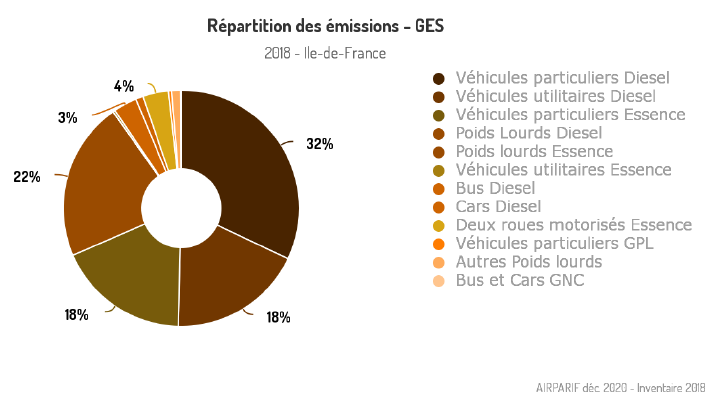 Répartition des émissions - GES
2018 - Ile-de-France
4%
3%
32%
22%
18%
18%
Véhicules particuliers Diesel
Véhicules utilitaires Diesel
Véhicules particuliers Essence
Poids Lourds Diesel
Poids lourds Essence
Véhicules utilitaires Essence
Bus Diesel
Cars Diesel
Deux roues motorisés Essence
Véhicules particuliers GPL
Autres Poids lourds
Bus et Cars GNC
AIRPARIF déc. 2020 - Inventaire 2018